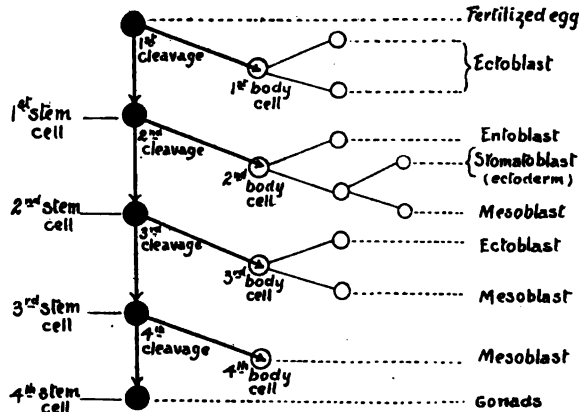 Fertilized egg
1st cleavage
1st body cell
Ectoblast
1st stem cell
2nd cleavage
2nd body cell
Entoblast
Stomatoblast
(ectoderm)
Mesoblast
2nd stem cell
3rd cleavage
3rd body cell
Ectoblast
Mesoblast
3rd stem cell
4th cleavage
4th body cell
Mesoblast
4th stem cell
Gonads